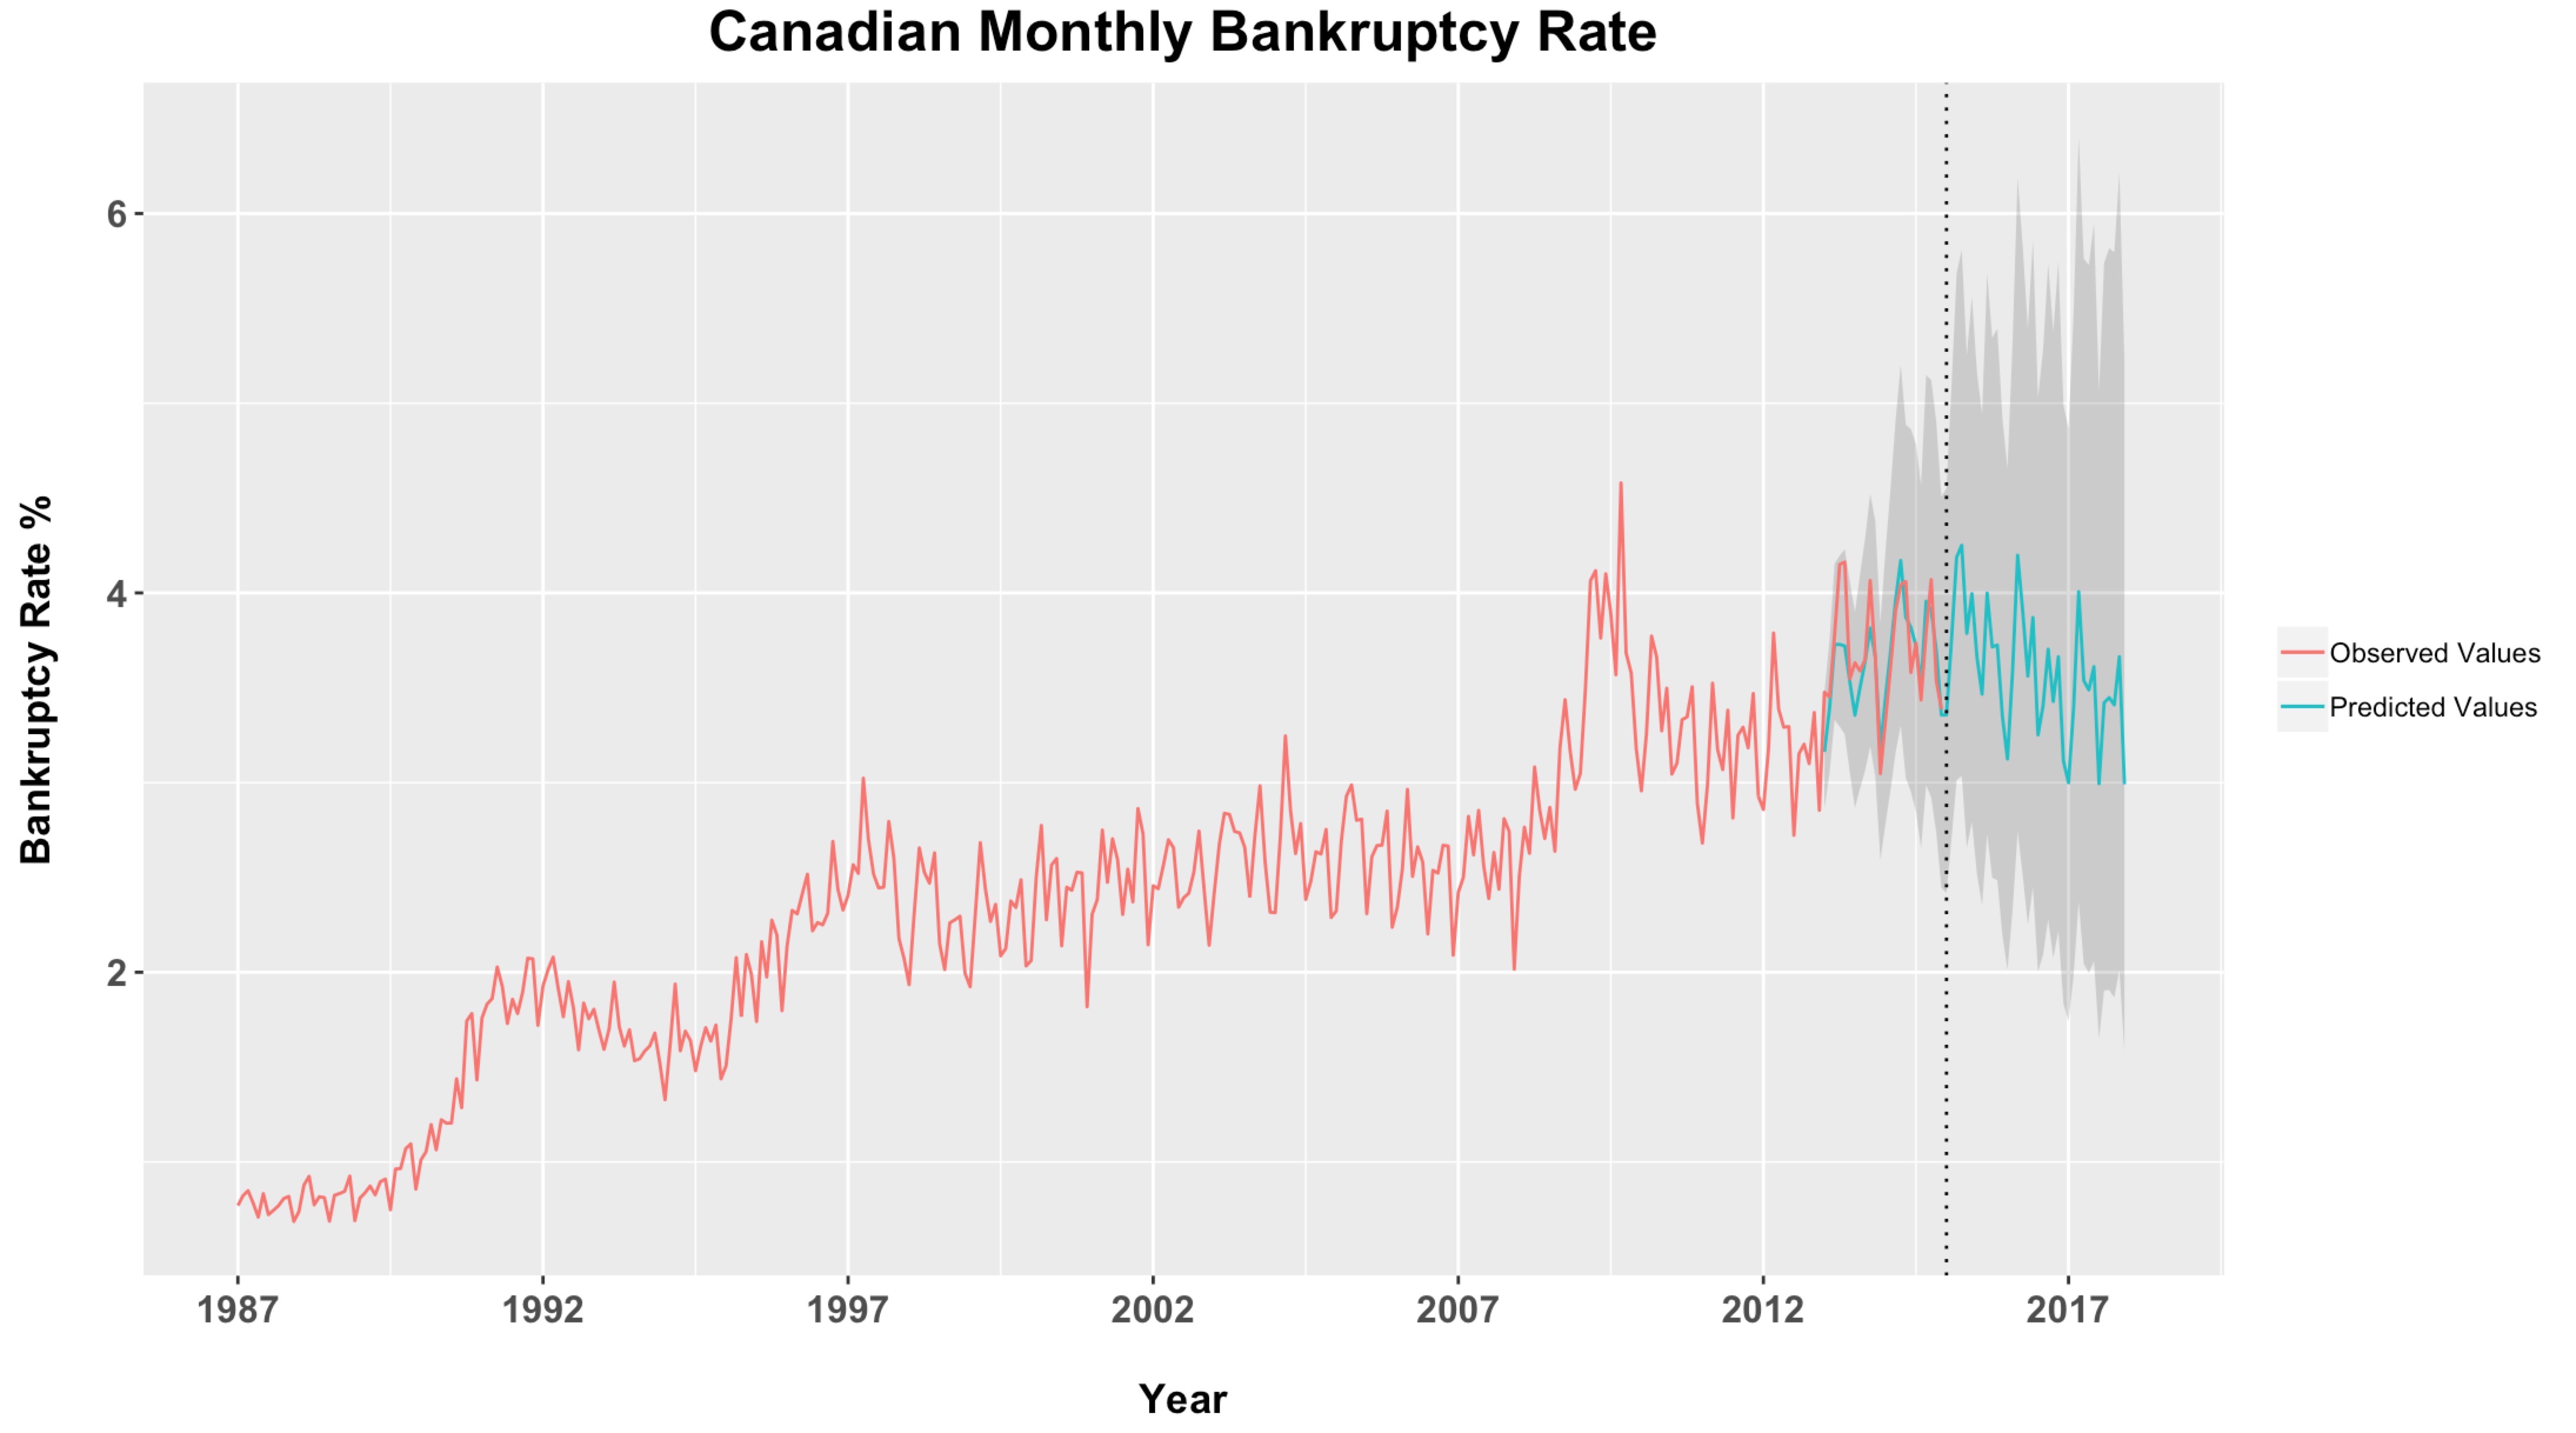 Canadian Monthly Bankruptcy Rate
Bankruptcy Rate %
6
4
2
1987 1992 1997 2002 2007 2012 2017
Year
Observed Values
Predicted Values